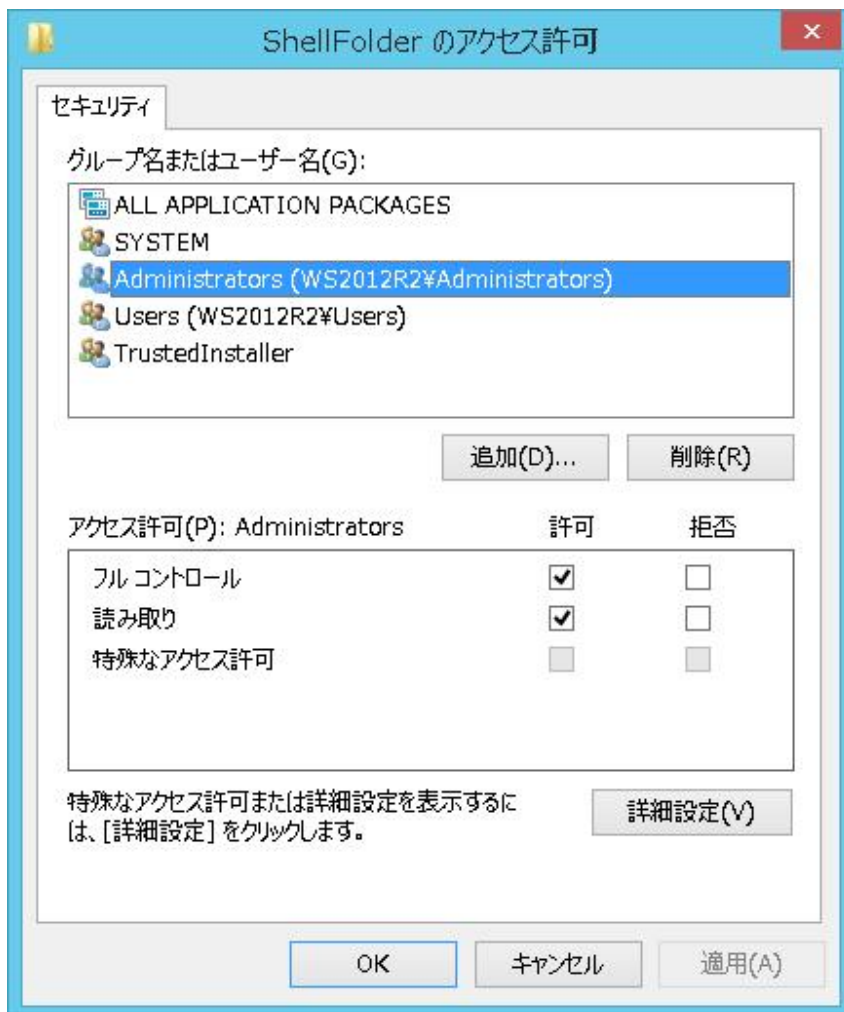 ShellFolder のアクセス許可
セキュリティ
グループ名またはユーザー名(G):
ALL APPLICATION PACKAGES
SYSTEM
Administrators (WS2012R2¥Administrators)
Users (WS2012R2¥Users)
TrustedInstaller
追加(D)... 削除(R)
アクセス許可(P): Administrators 許可 拒否
フル コントロール
読み取り
特殊なアクセス許可
特殊なアクセス許可または詳細設定を表示するに
は、[詳細設定] をクリックします。
詳細設定(V)
OK キャンセル 適用(A)